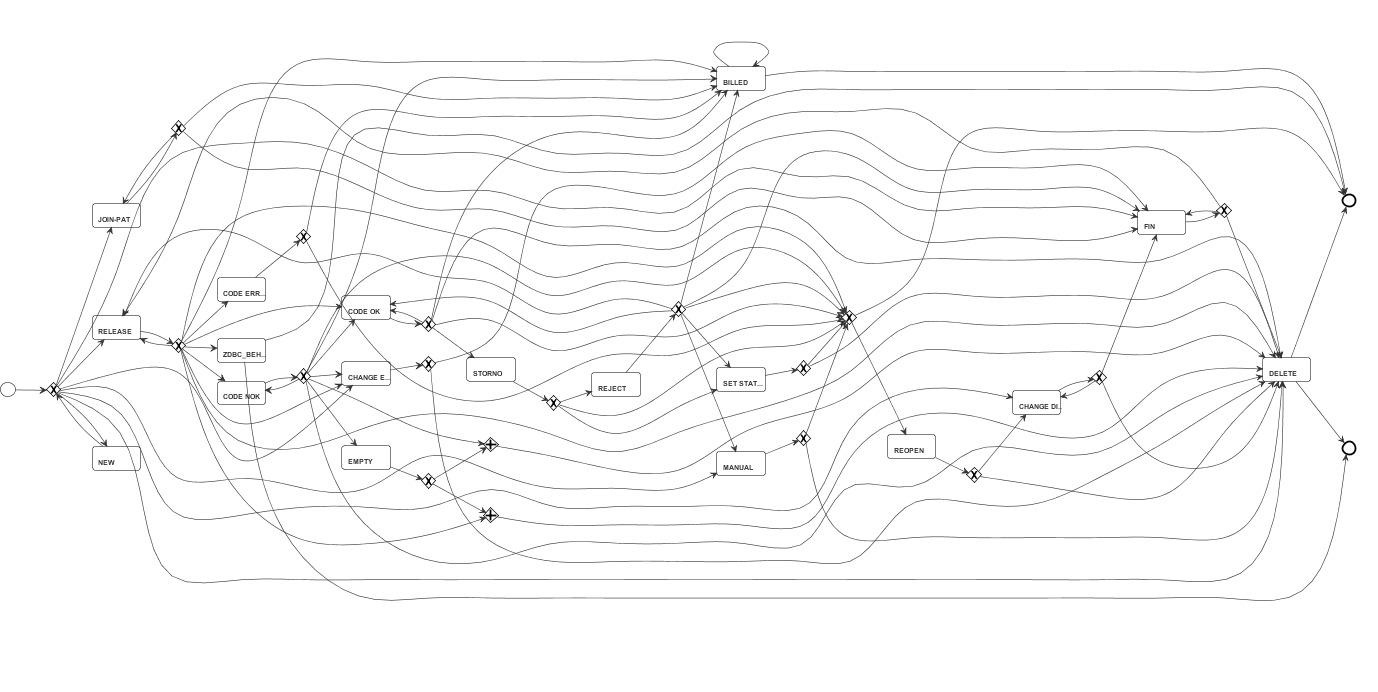 BILLED
JOIN-PAT
FIN
CODE ERR...
CODE OK
RELEASE
ZDBC_BEH...
STORNO
CHANGE E...
DELETE
REJECT
SET STAT...
CODE NOK
CHANGE DI...
REOPEN
EMPTY
NEW
MANUAL